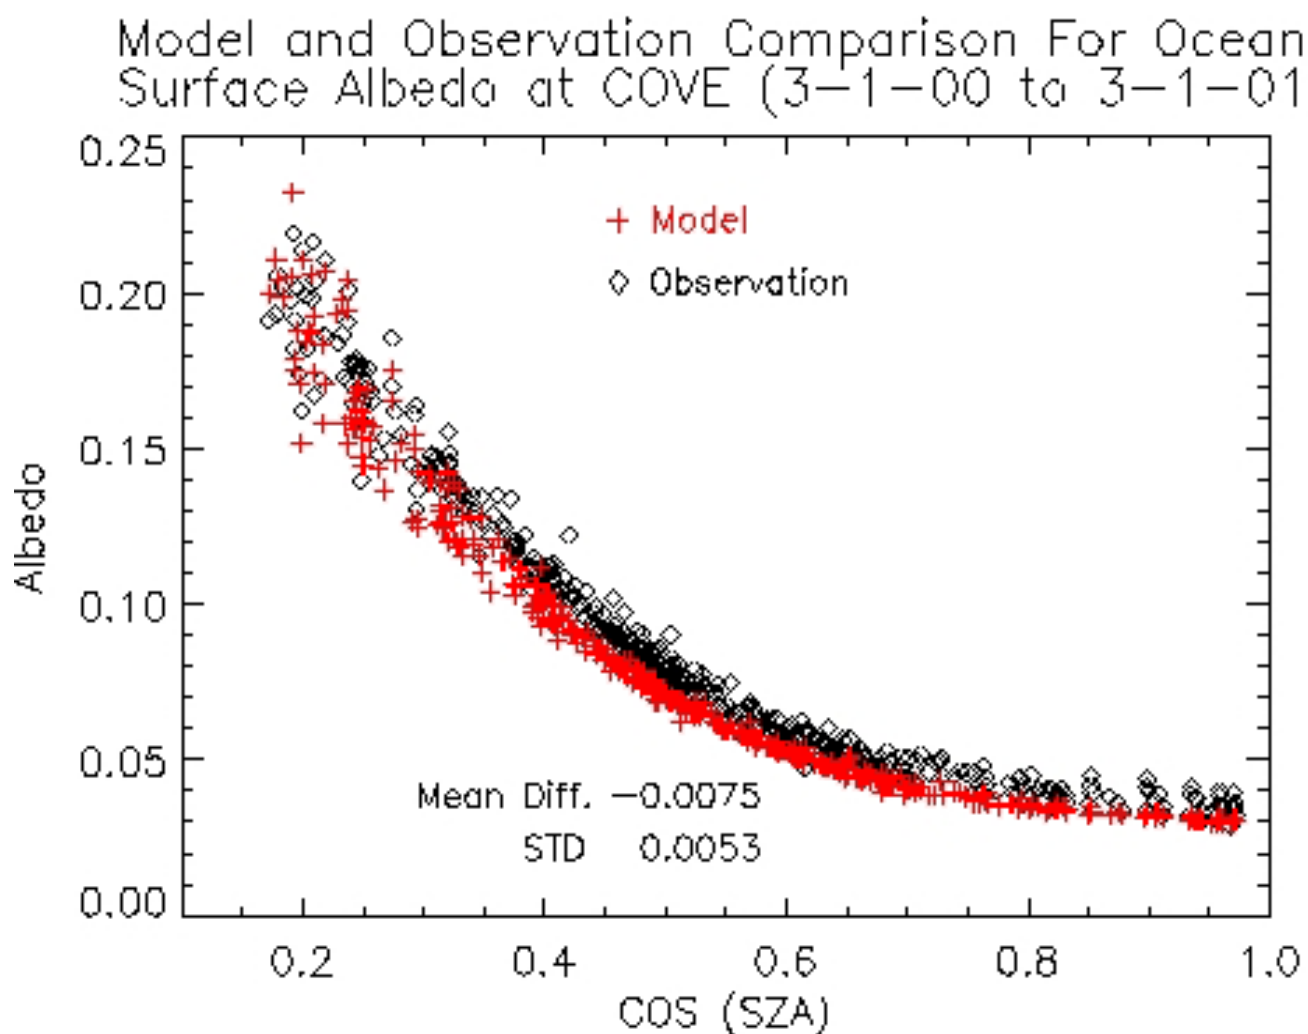 Model and Observation Comparison For Ocean
Surface Albedo at COVE (3-1-00 to 3-1-01
0.25
0.20
0.15
0.10
0.05
0.00
Albedo
+ Model
◇ Observation
Mean Diff. -0.0075
STD 0.0053
0.2 0.4 0.6 0.8 1.0
COS (SZA)